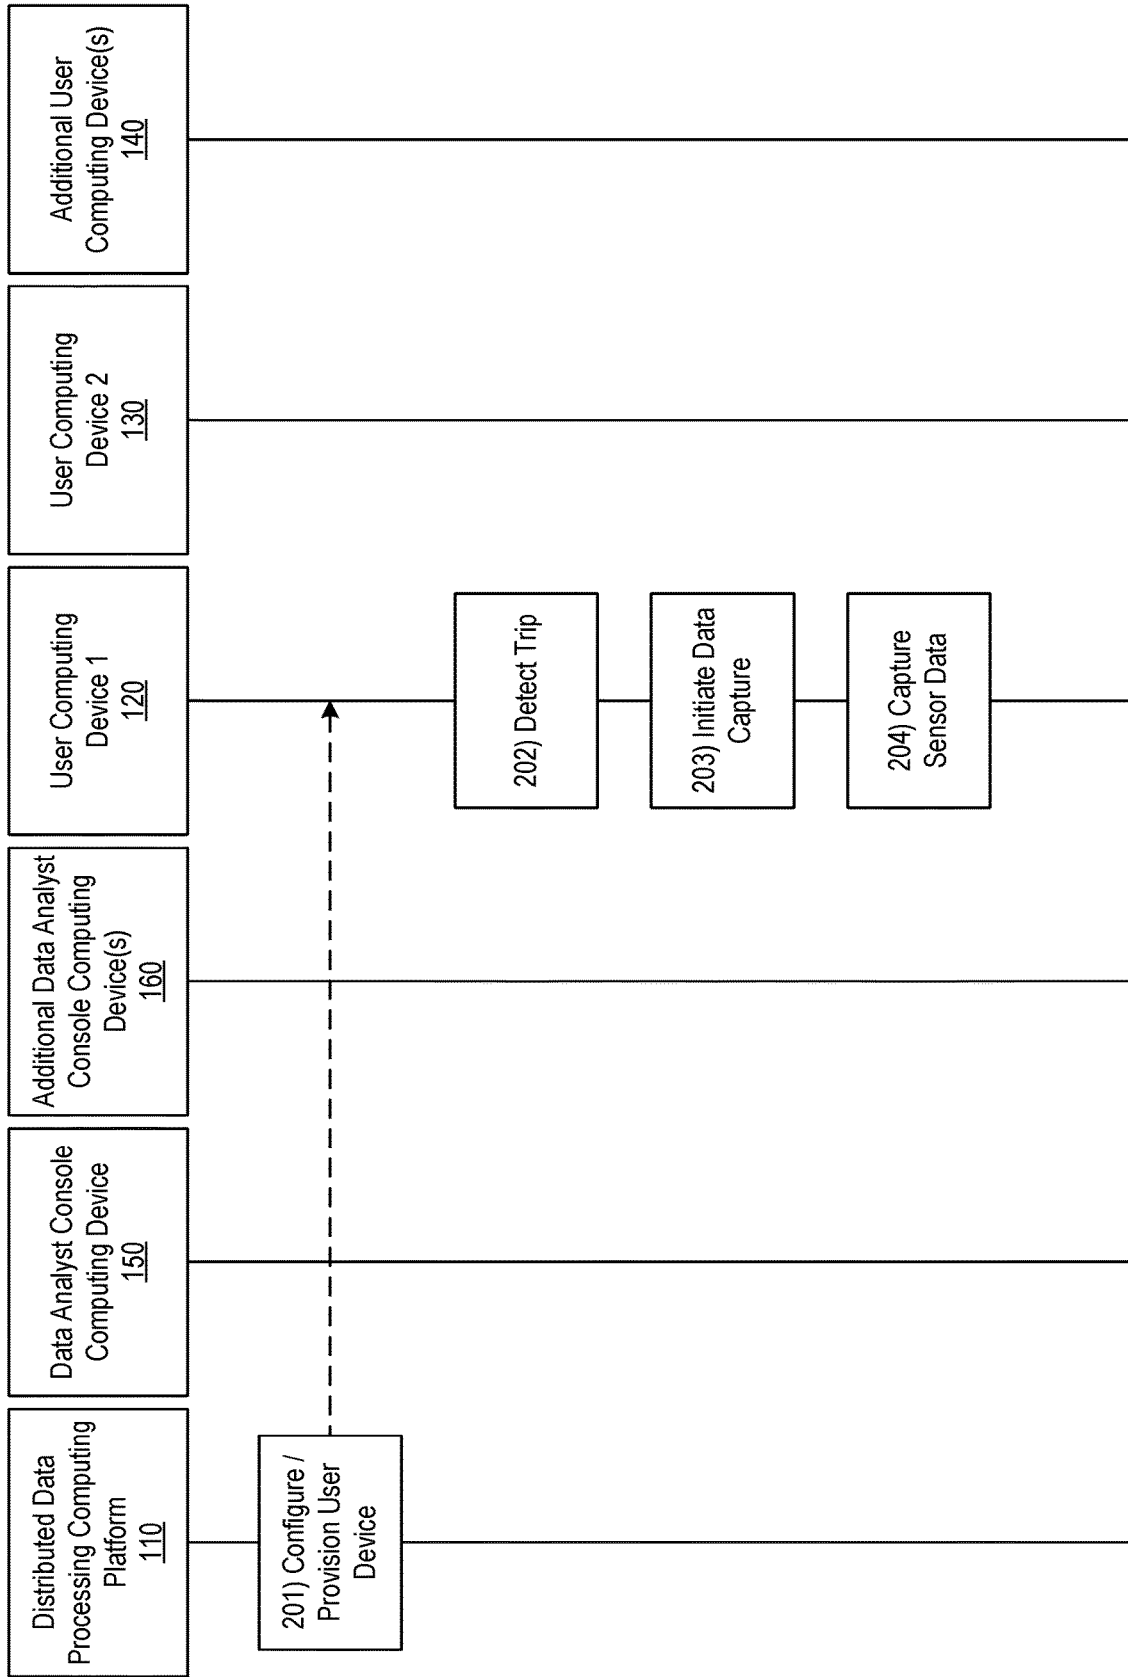 Distributed Data
Processing Computing
Platform
110
Data Analyst Console
Computing Device
150
Additional Data Analyst
Console Computing
Device(s)
160
User Computing
Device 1
120
User Computing
Device 2
130
Additional User
Computing Device(s)
140
201) Configure /
Provision User
Device
202) Detect Trip
203) Initiate Data
Capture
204) Capture
Sensor Data